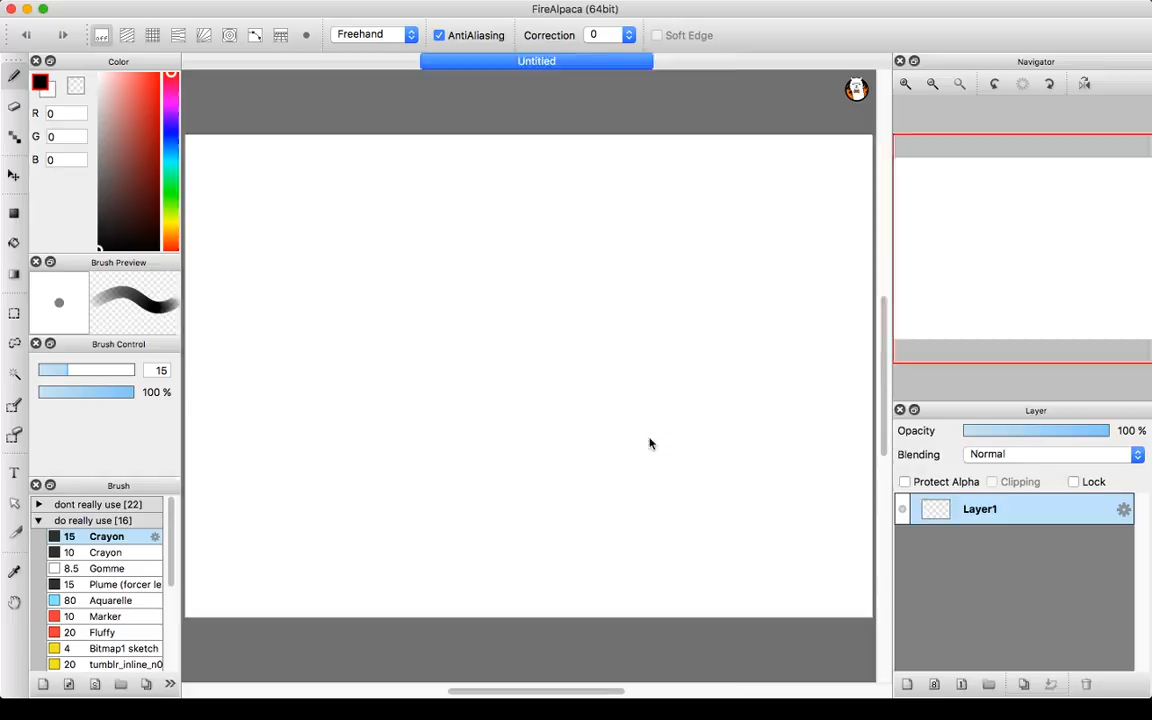 FireAlpaca (64bit)
OFF Freehand AntiAliasing Correction 0 Soft Edge
Untitled
Color
R 0
G 0
B 0
Brush Preview
Brush Control
15
100 %
Brush
dont really use [22]
do really use [16]
15 Crayon
10 Crayon
8.5 Gomme
15 Plume (forcer le
80 Aquarelle
10 Marker
20 Fluffy
4 Bitmap1 sketch
20 tumblr_inline_n0
T
Navigator
Layer
Opacity 100 %
Blending Normal
Protect Alpha Clipping Lock
Layer1
8 1